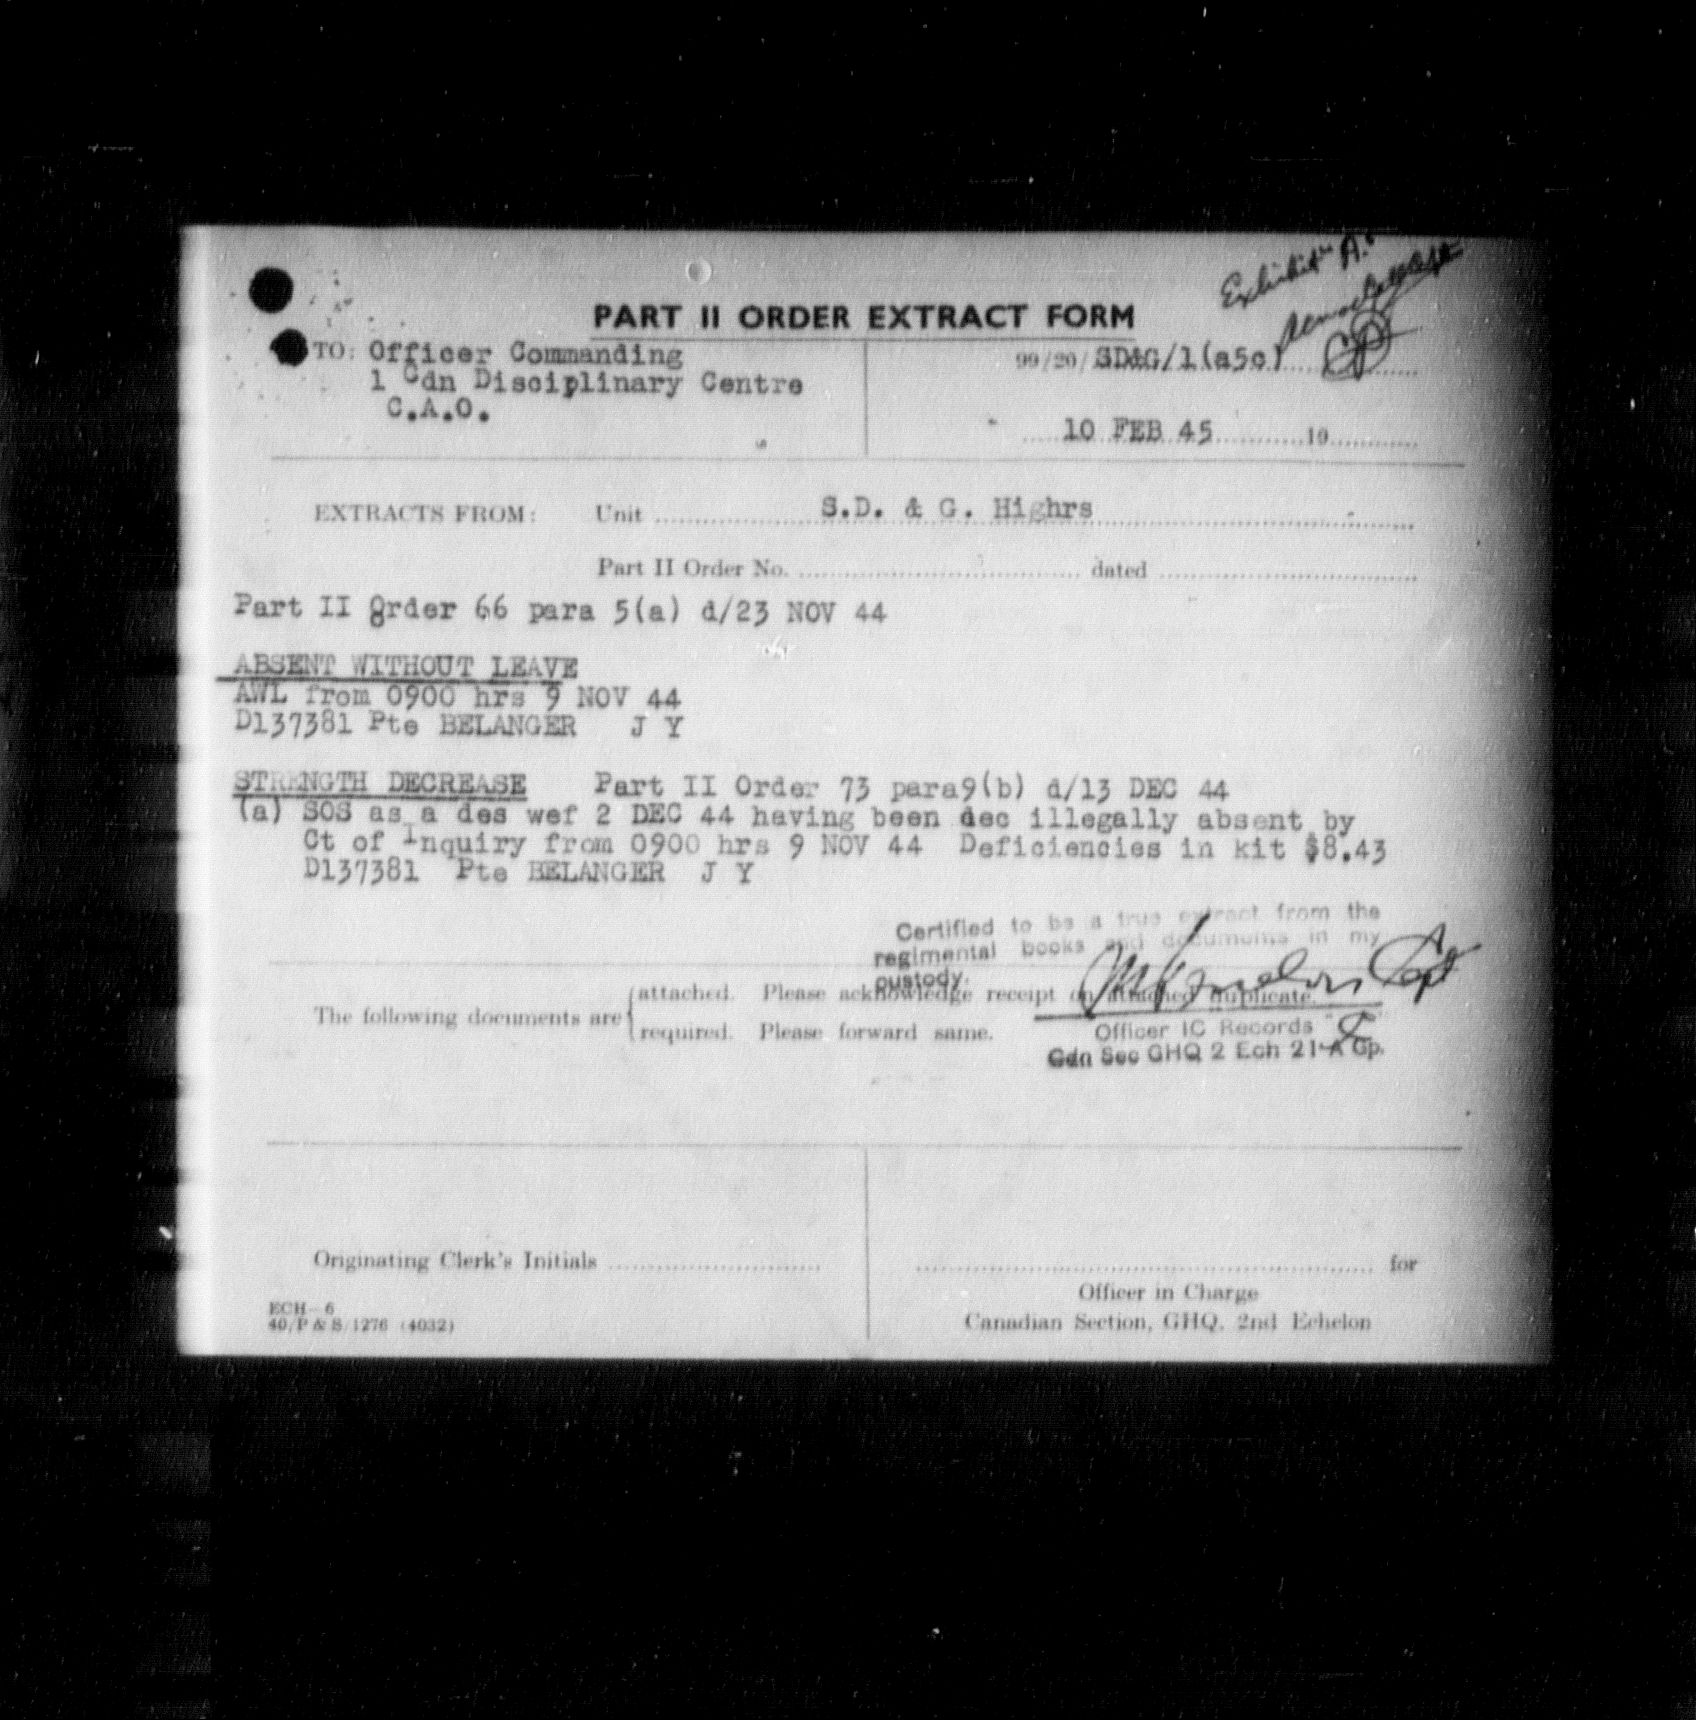 Exhibit "A."
PART II ORDER EXTRACT FORM
TO: Officer Commanding
1 Cdn Disciplinary Centre
C.A.O.
99/20/SD&G/1(a5c)
10 FEB 45 19
EXTRACTS FROM: Unit S.D. & G. Highrs
Part II Order No. dated
Part II Order 66 para 5(a) d/23 NOV 44
ABSENT WITHOUT LEAVE
AWL from 0900 hrs 9 NOV 44
D137381 Pte BELANGER J Y
STRENGTH DECREASE Part II Order 73 para9(b) d/13 DEC 44
(a) SOS as a des wef 2 DEC 44 having been dec illegally absent by
Ct of Inquiry from 0900 hrs 9 NOV 44 Deficiencies in kit $8.43
D137381 Pte BELANGER J Y
Certified to be a true extract from the
regimental books and documents in my
custody.
The following documents are
attached. Please acknowledge receipt on attached duplicate.
required. Please forward same.
Capt
Officer IC Records
Cdn Sec GHQ 2 Ech 21 A Gp.
Originating Clerk's Initials
for
Officer in Charge
Canadian Section, GHQ, 2nd Echelon
ECH—6
40/P & S/1276 (4032)